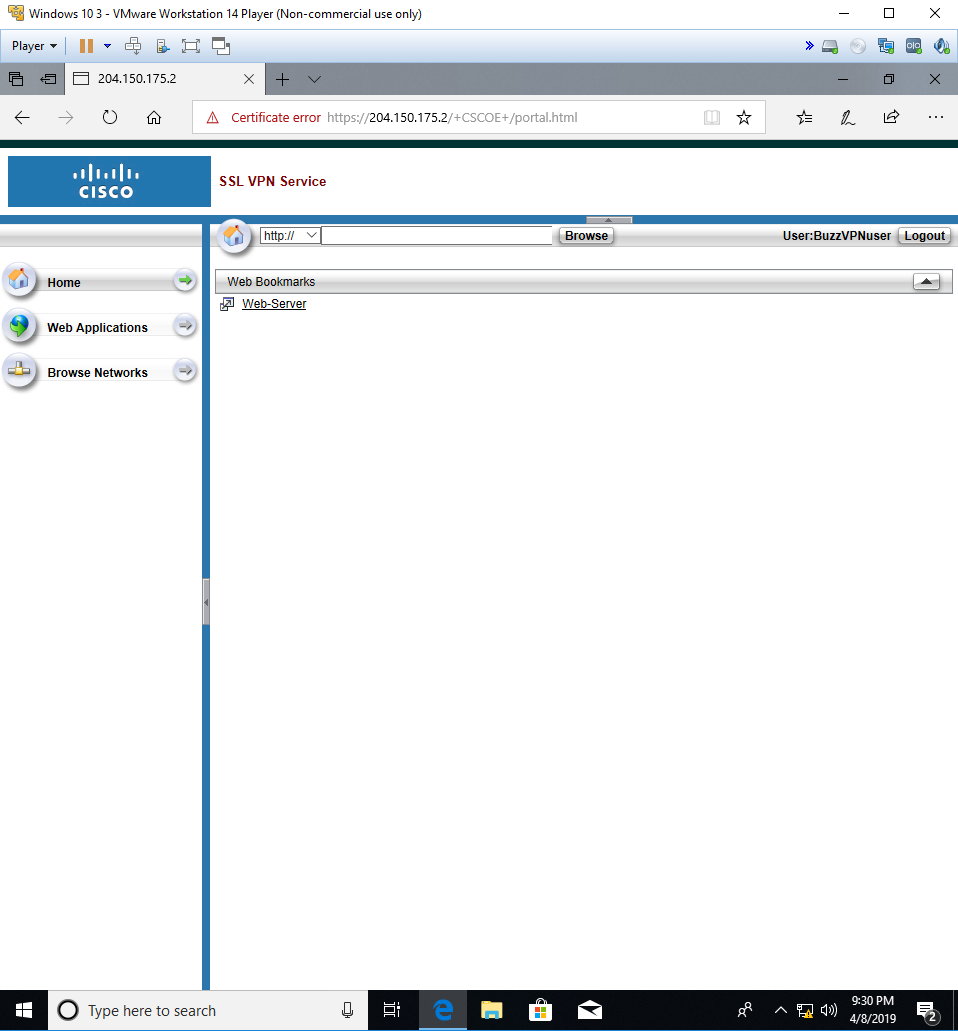 Windows 10 3 - VMware Workstation 14 Player (Non-commercial use only)
Player
204.150.175.2
Certificate error https://204.150.175.2/+CSCOE+/portal.html
CISCO
SSL VPN Service
http:// Browse User:BuzzVPNuser Logout
Home
Web Bookmarks
Web-Server
Web Applications
Browse Networks
Type here to search
9:30 PM
4/8/2019
2